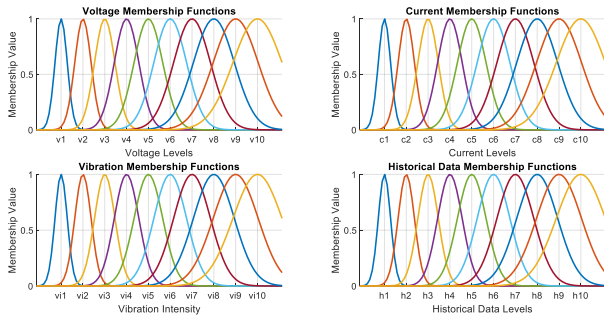 Voltage Membership Functions
1
0.5
0
Membership Value
v1 v2 v3 v4 v5 v6 v7 v8 v9 v10
Voltage Levels
Current Membership Functions
1
0.5
0
Membership Value
c1 c2 c3 c4 c5 c6 c7 c8 c9 c10
Current Levels
Vibration Membership Functions
1
0.5
0
Membership Value
vi1 vi2 vi3 vi4 vi5 vi6 vi7 vi8 vi9 vi10
Vibration Intensity
Historical Data Membership Functions
1
0.5
0
Membership Value
h1 h2 h3 h4 h5 h6 h7 h8 h9 h10
Historical Data Levels